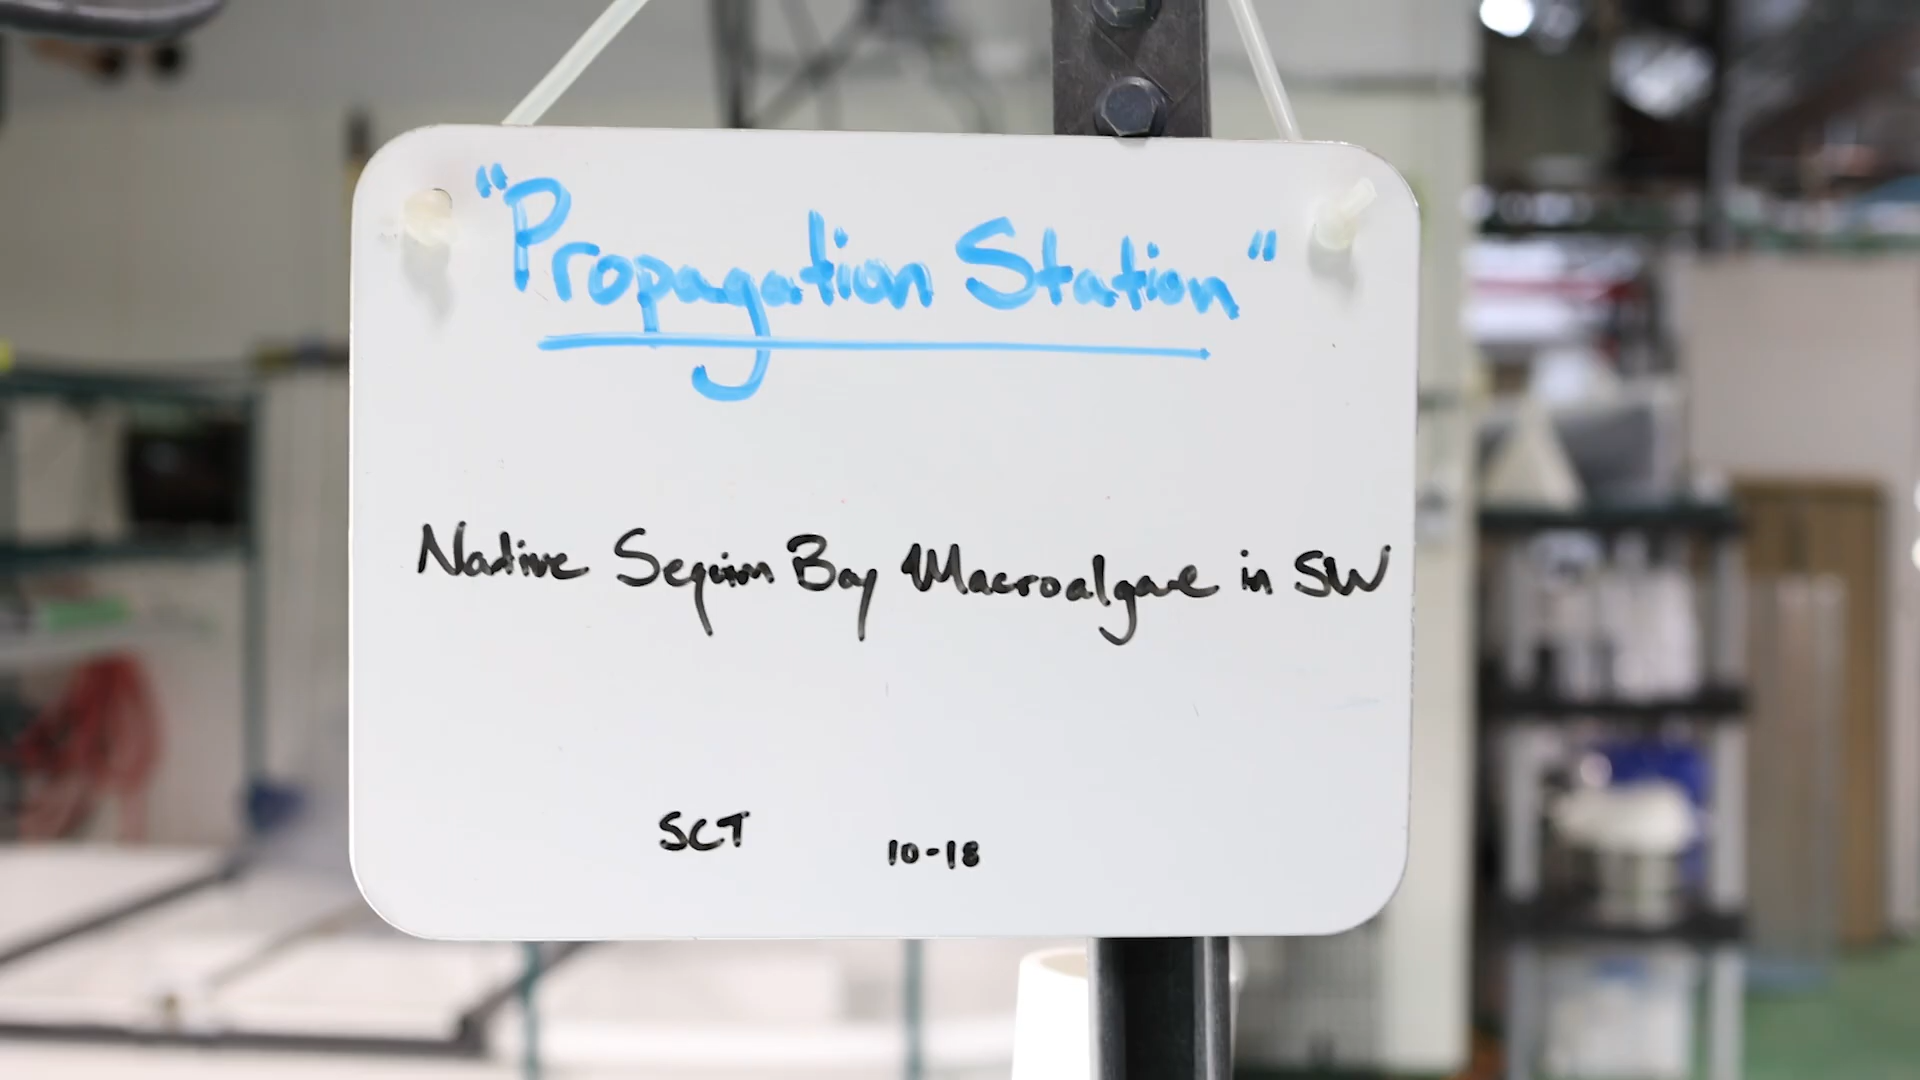 "Propagation Station"
Native Sequim Bay Macroalgae in SW
SCT 10-18